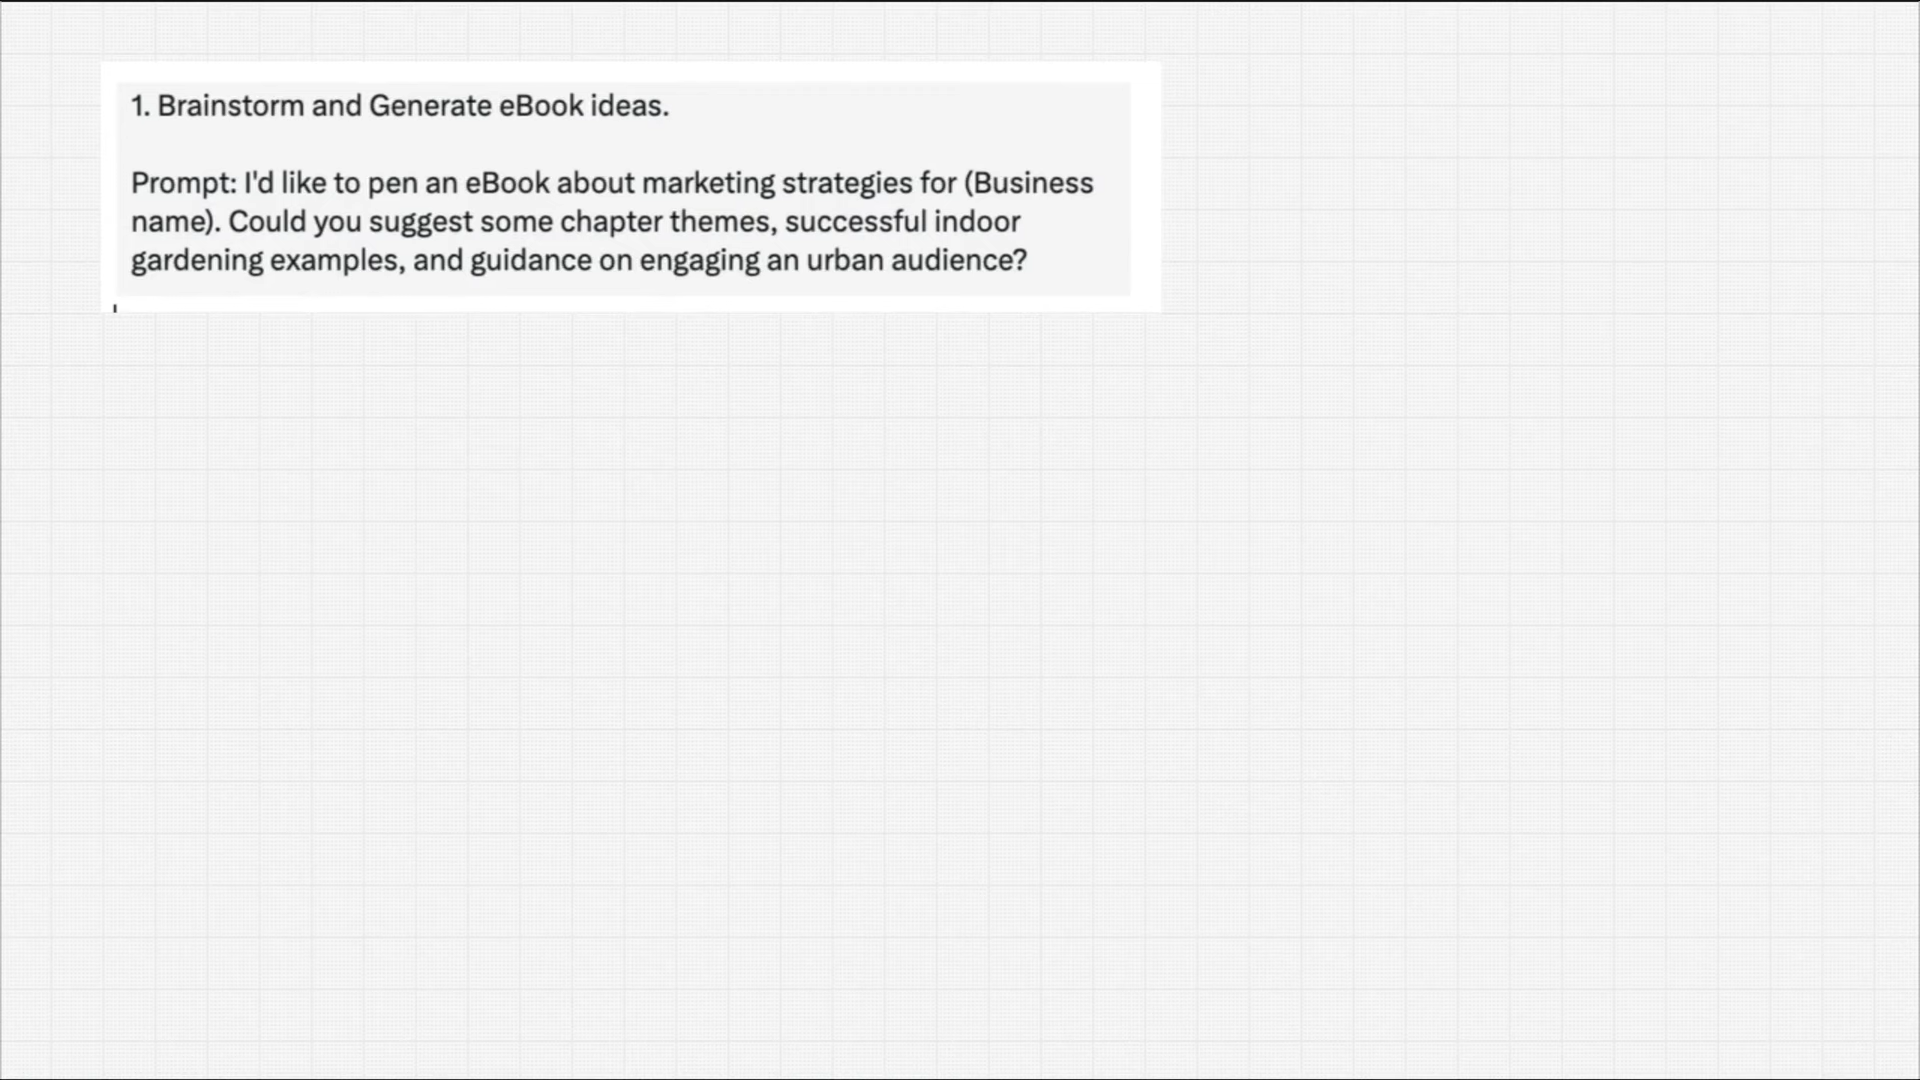 1. Brainstorm and Generate eBook ideas.
Prompt: I'd like to pen an eBook about marketing strategies for (Business
name). Could you suggest some chapter themes, successful indoor
gardening examples, and guidance on engaging an urban audience?